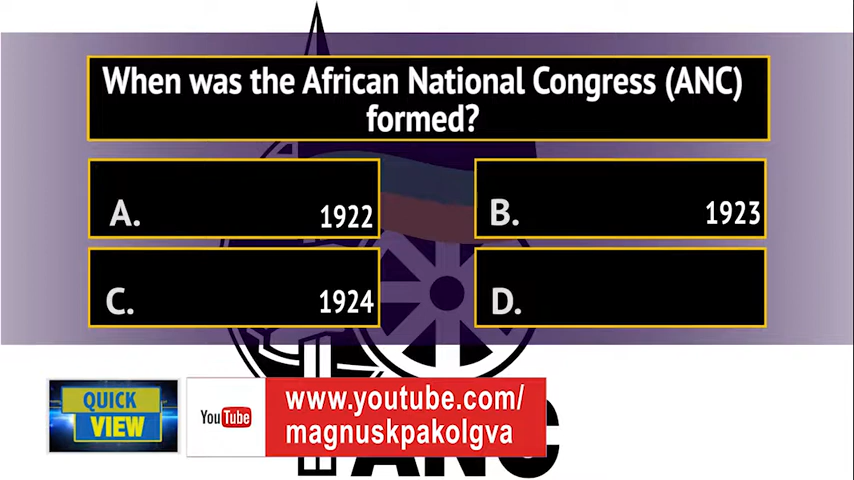 When was the African National Congress (ANC)
formed?
A. 1922
B. 1923
C. 1924
D.
QUICK
VIEW
YouTube
www.youtube.com/
magnuskpakolgva
ANC